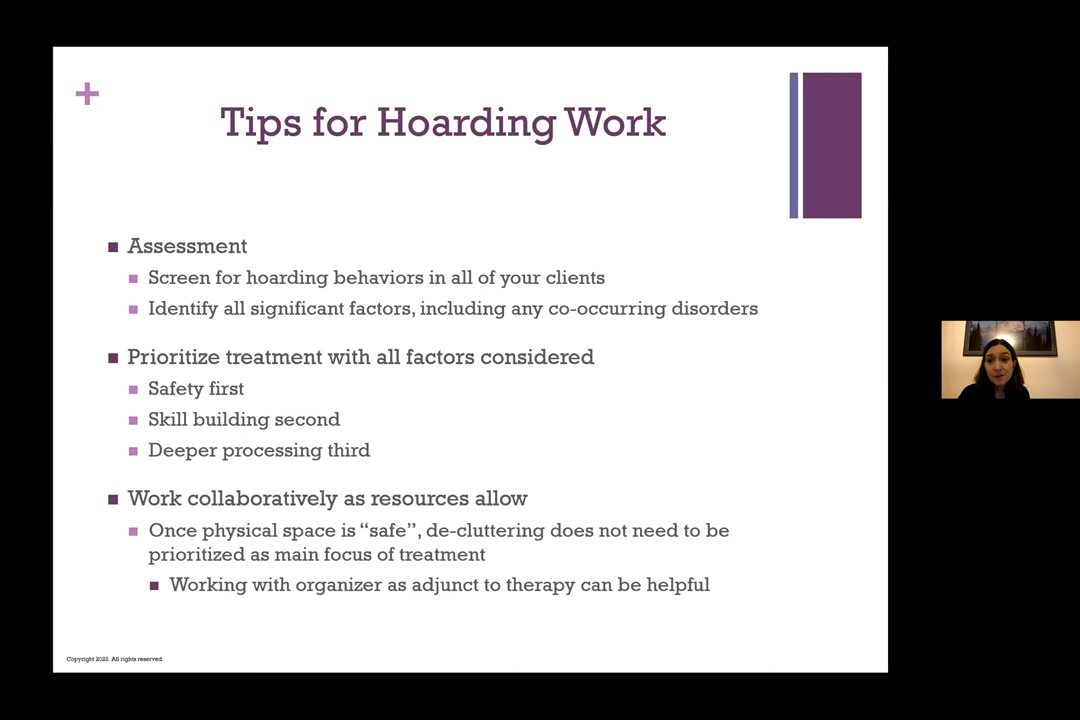 Tips for Hoarding Work
Assessment
Screen for hoarding behaviors in all of your clients
Identify all significant factors, including any co-occurring disorders
Prioritize treatment with all factors considered
Safety first
Skill building second
Deeper processing third
Work collaboratively as resources allow
Once physical space is “safe”, de-cluttering does not need to be
prioritized as main focus of treatment
Working with organizer as adjunct to therapy can be helpful
Copyright 2022. All rights reserved.